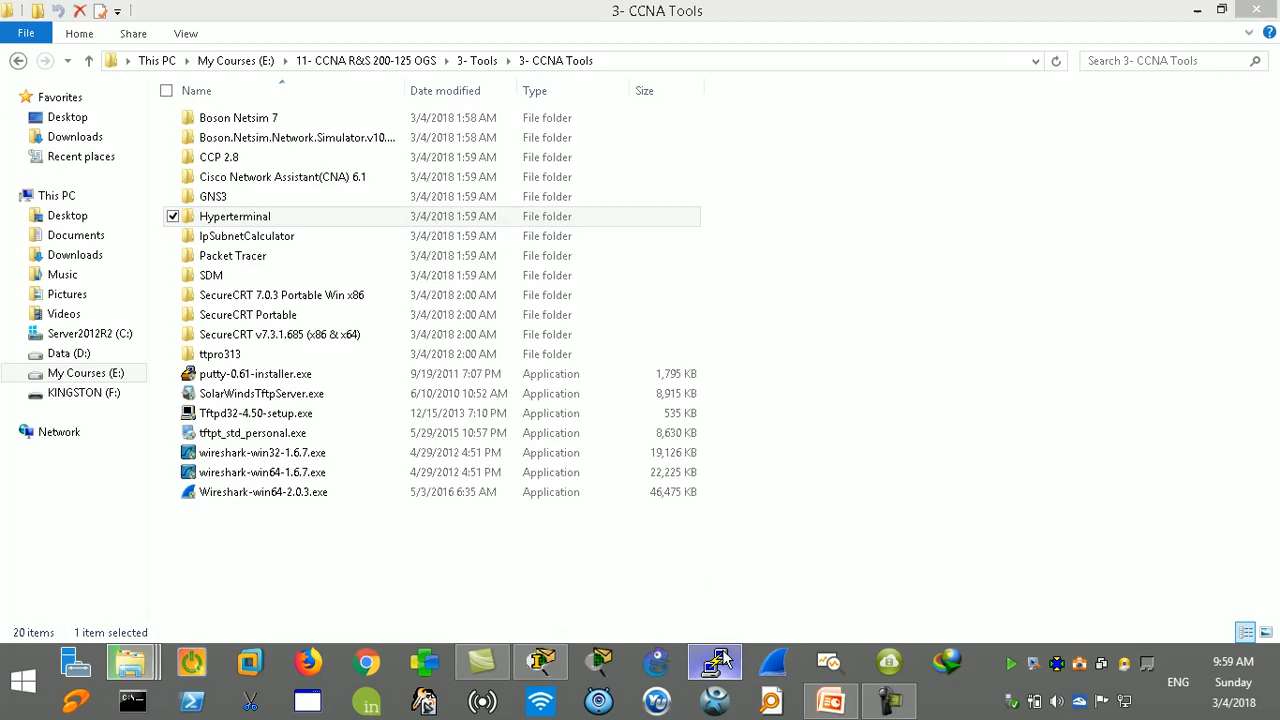 3- CCNA Tools
File Home Share View
This PC My Courses (E:) 11- CCNA R&S 200-125 OGS 3- Tools 3- CCNA Tools Search 3- CCNA Tools
Name Date modified Type Size
Favorites
Desktop
Downloads
Recent places
This PC
Desktop
Documents
Downloads
Music
Pictures
Videos
Server2012R2 (C:)
Data (D:)
My Courses (E:)
KINGSTON (F:)
Network
Boson Netsim 7 3/4/2018 1:58 AM File folder
Boson.Netsim.Network.Simulator.v10.... 3/4/2018 1:58 AM File folder
CCP 2.8 3/4/2018 1:59 AM File folder
Cisco Network Assistant(CNA) 6.1 3/4/2018 1:59 AM File folder
GNS3 3/4/2018 1:59 AM File folder
Hyperterminal 3/4/2018 1:59 AM File folder
IpSubnetCalculator 3/4/2018 1:59 AM File folder
Packet Tracer 3/4/2018 1:59 AM File folder
SDM 3/4/2018 1:59 AM File folder
SecureCRT 7.0.3 Portable Win x86 3/4/2018 2:00 AM File folder
SecureCRT Portable 3/4/2018 2:00 AM File folder
SecureCRT v7.3.1.685 (x86 & x64) 3/4/2018 2:00 AM File folder
ttpro313 3/4/2018 2:00 AM File folder
putty-0.61-installer.exe 9/19/2011 7:07 PM Application 1,795 KB
SolarWindsTftpServer.exe 6/10/2010 10:52 AM Application 8,915 KB
Tftpd32-4.50-setup.exe 12/15/2013 7:10 PM Application 535 KB
tftpt_std_personal.exe 5/29/2015 10:57 PM Application 8,630 KB
wireshark-win32-1.6.7.exe 4/29/2012 4:51 PM Application 19,126 KB
wireshark-win64-1.6.7.exe 4/29/2012 4:51 PM Application 22,225 KB
Wireshark-win64-2.0.3.exe 5/3/2016 6:35 AM Application 46,475 KB
20 items 1 item selected
9:59 AM
ENG Sunday
3/4/2018